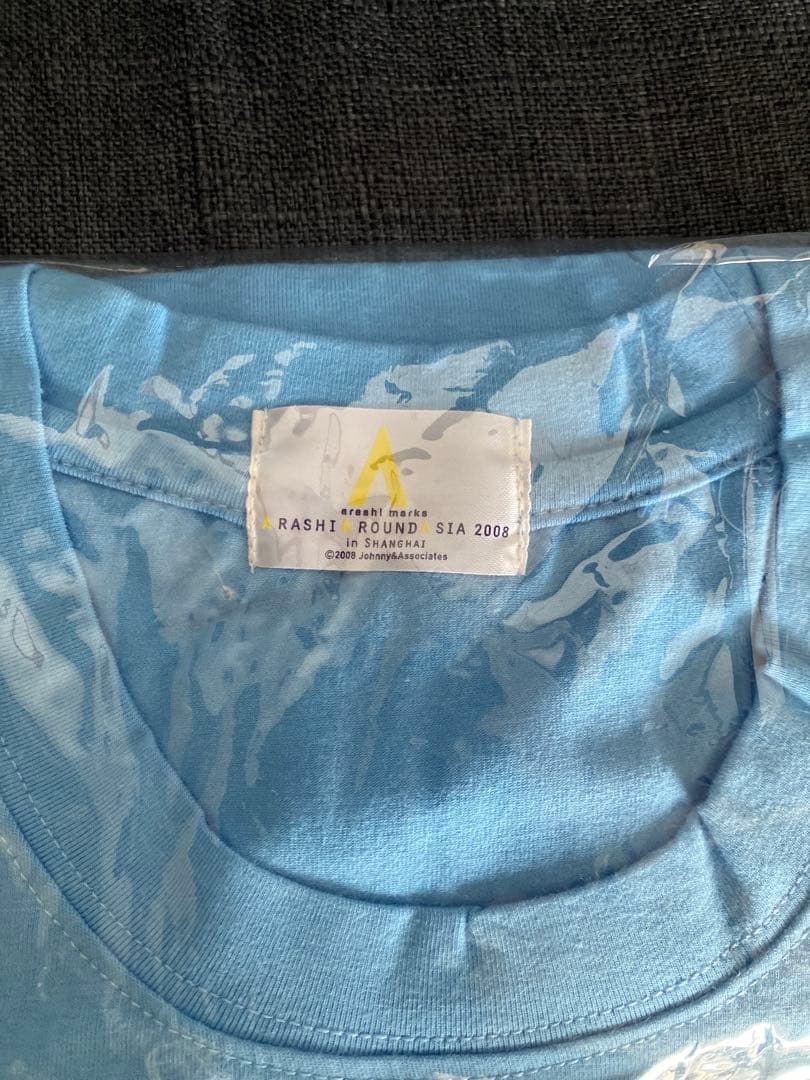 A
arashi marks
ARASHI AROUND ASIA 2008
in SHANGHAI
©2008 Johnny&Associates